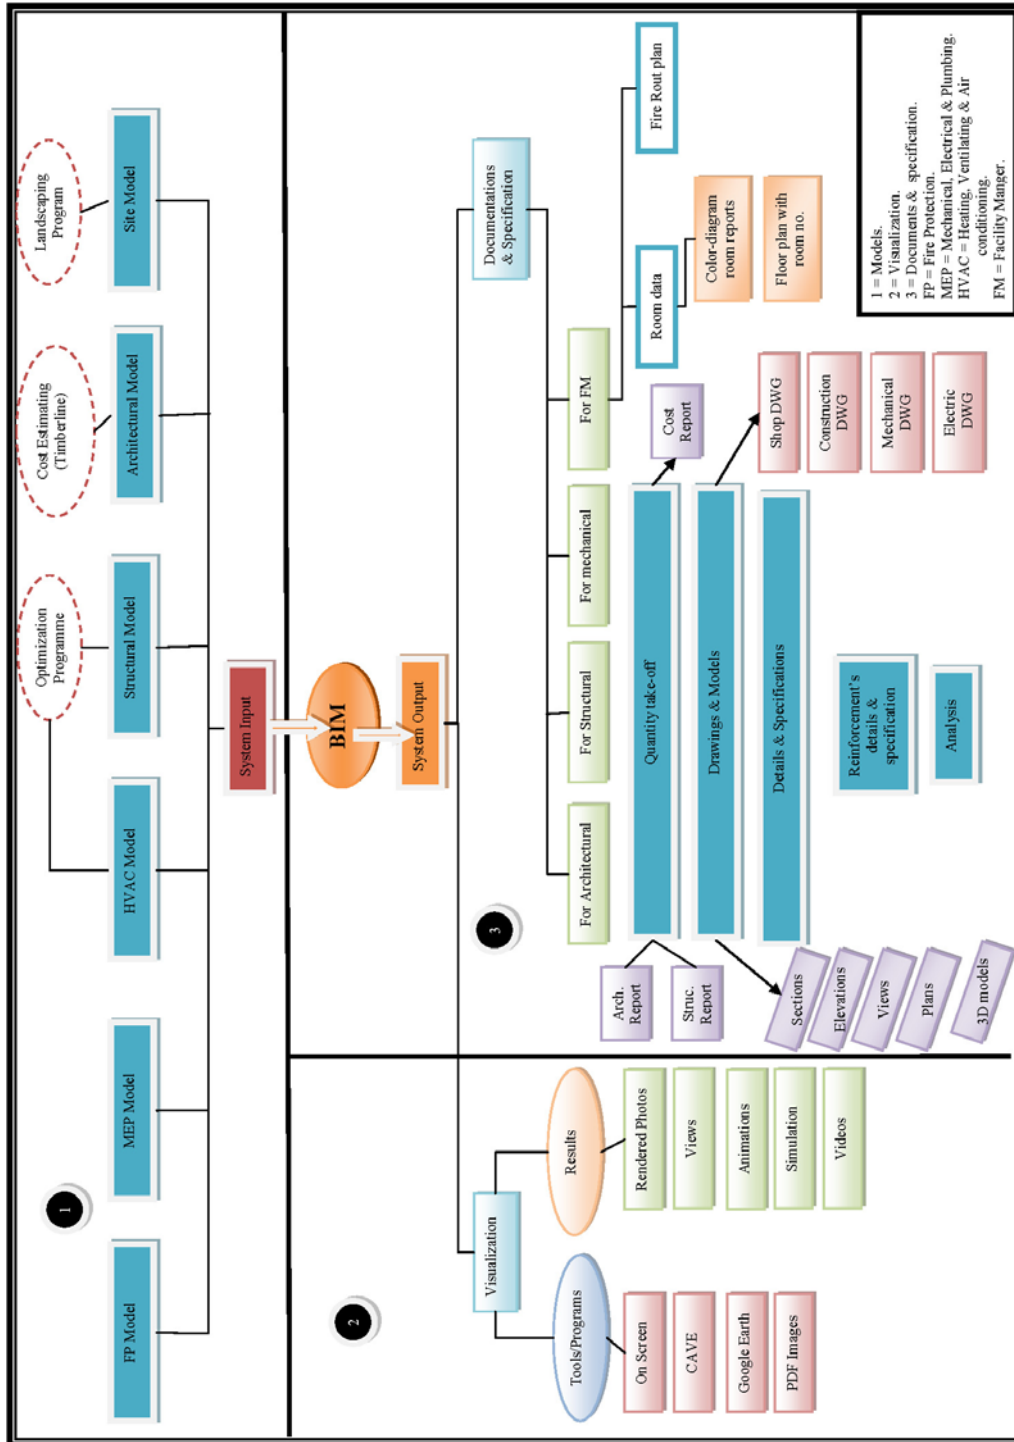 Optimization
Programme
Cost Estimating
(Timberline)
Landscaping
Program
1
FP Model
MEP Model
HVAC Model
Structural Model
Architectural Model
Site Model
System Input
BIM
System Output
2
Visualization
Tools/Programs
Results
On Screen
CAVE
Google Earth
PDF Images
Rendered Photos
Views
Animations
Simulation
Videos
3
Documentations
& Specification
For Architectural
For Structural
For mechanical
For FM
Arch.
Report
Struc.
Report
Quantity take-off
Cost
Report
Drawings & Models
Details & Specifications
Sections
Elevations
Views
Plans
3D models
Reinforcement's
details &
specification
Analysis
Shop DWG
Construction
DWG
Mechanical
DWG
Electric
DWG
Room data
Fire Rout plan
Color-diagram
room reports
Floor plan with
room no.
1 = Models.
2 = Visualization.
3 = Documents & specification.
FP = Fire Protection.
MEP = Mechanical, Electrical & Plumbing.
HVAC = Heating, Ventilating & Air
conditioning.
FM = Facility Manger.